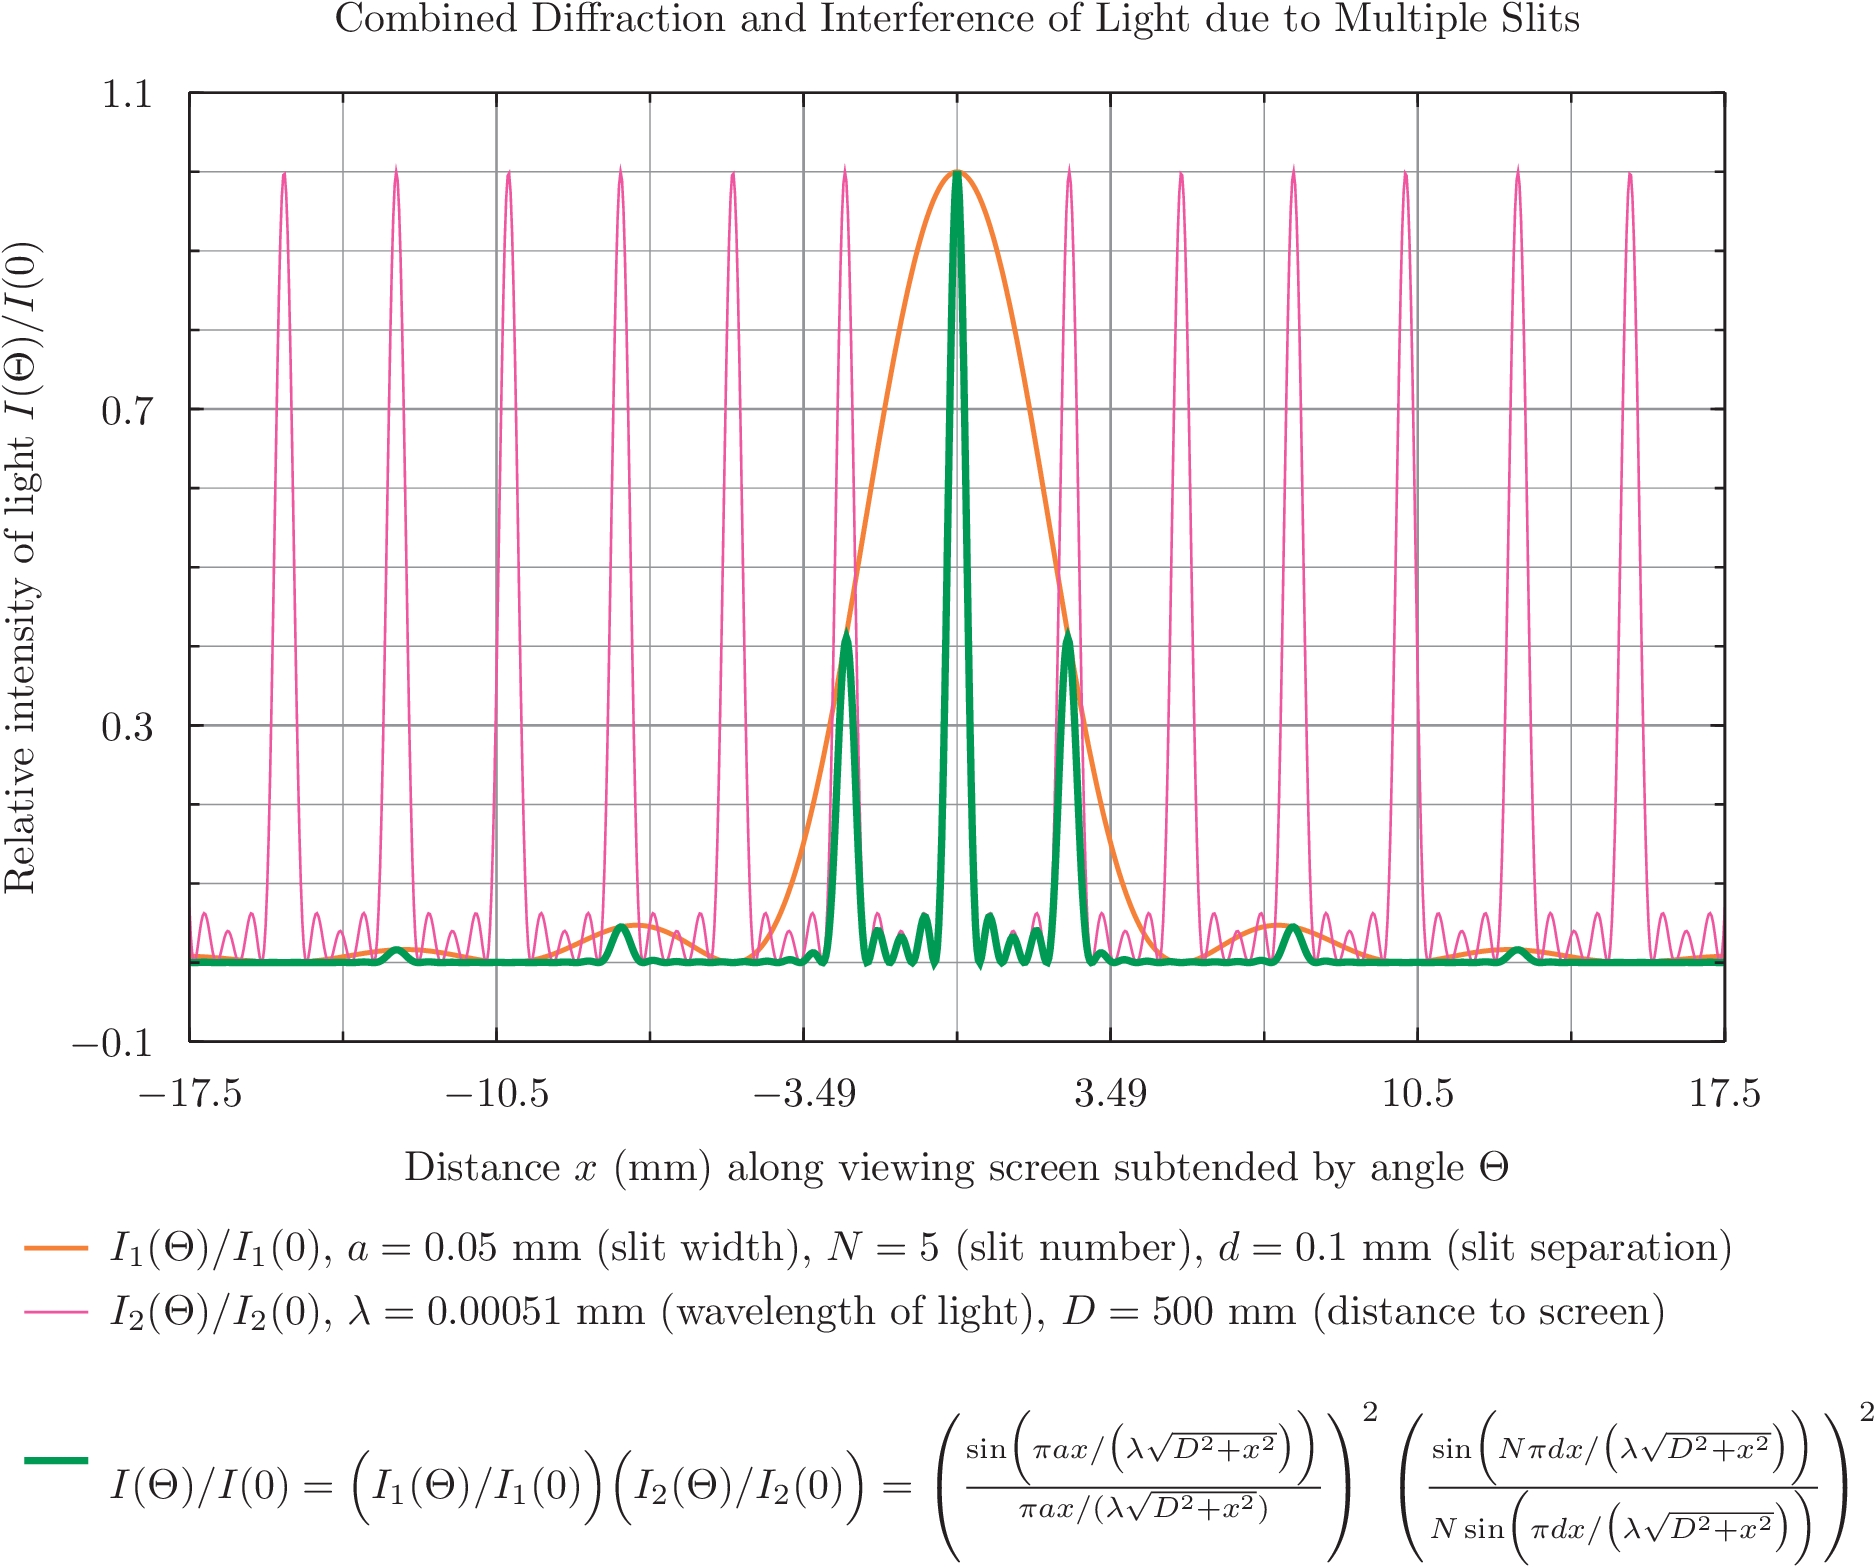 Combined Diffraction and Interference of Light due to Multiple Slits
1.1
0.7
0.3
−0.1
Relative intensity of light I(Θ)/I(0)
−17.5 −10.5 −3.49 3.49 10.5 17.5
Distance x (mm) along viewing screen subtended by angle Θ
I₁(Θ)/I₁(0), a = 0.05 mm (slit width), N = 5 (slit number), d = 0.1 mm (slit separation)
I₂(Θ)/I₂(0), λ = 0.00051 mm (wavelength of light), D = 500 mm (distance to screen)
I(Θ)/I(0) = (I₁(Θ)/I₁(0))(I₂(Θ)/I₂(0)) = (sin(πax/(λ√(D²+x²)))/(πax/(λ√(D²+x²))))² (sin(Nπdx/(λ√(D²+x²)))/(N sin(πdx/(λ√(D²+x²)))))²